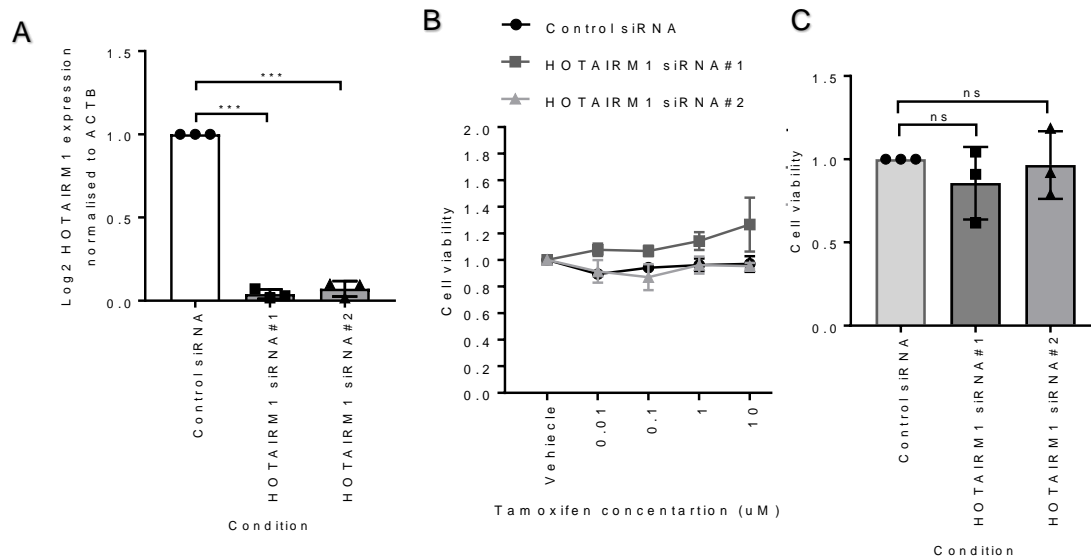 A
Log2 HOTAIRM1 expression
normalised to ACTB
1.5
1.0
0.5
0.0
***
***
Control siRNA
HOTAIRM1 siRNA#1
HOTAIRM1 siRNA#2
Condition
B
Control siRNA
HOTAIRM1 siRNA#1
HOTAIRM1 siRNA#2
Cell viability
2.0
1.8
1.6
1.4
1.2
1.0
0.8
0.6
0.4
0.2
0.0
Vehiecle
0.01
0.1
1
10
Tamoxifen concentartion (uM)
C
Cell viability
1.5
1.0
0.5
0.0
ns
ns
Control siRNA
HOTAIRM1 siRNA#1
HOTAIRM1 siRNA#2
Condition